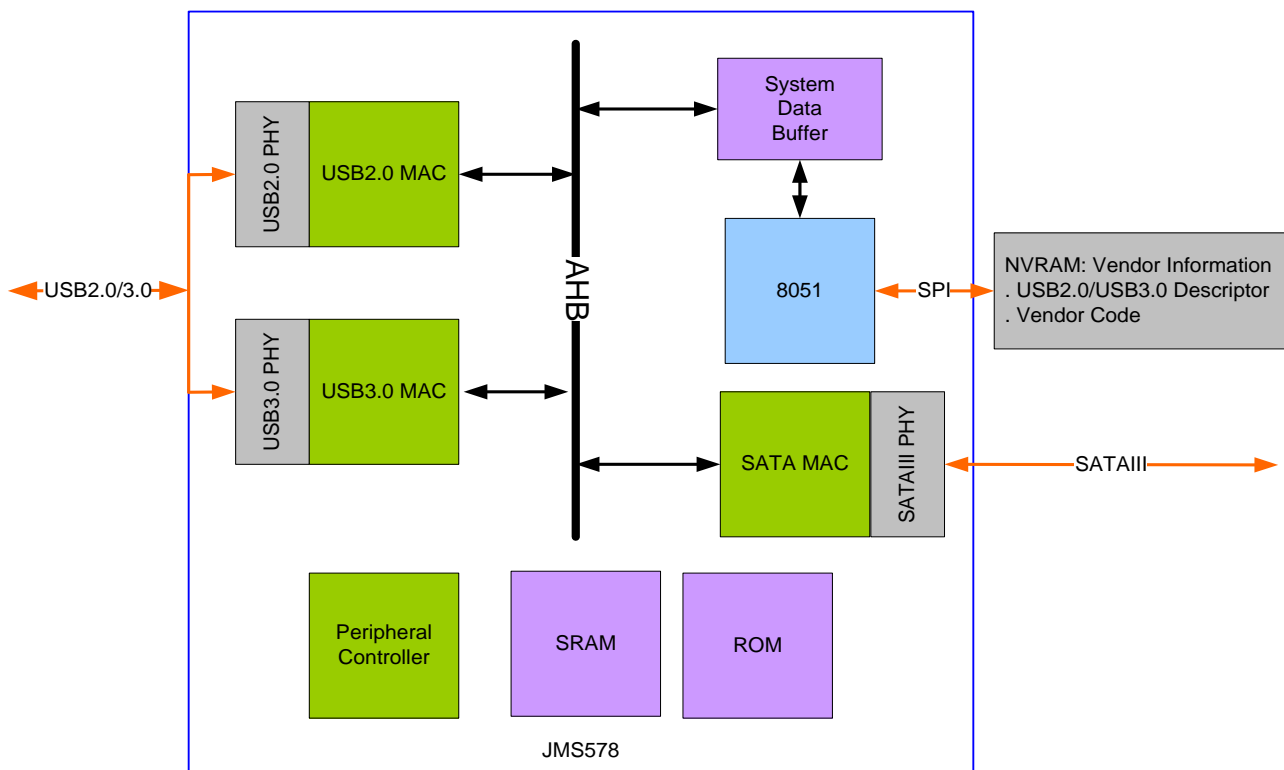 System
Data
Buffer
USB2.0 PHY
USB2.0 MAC
AHB
8051
SPI
NVRAM: Vendor Information
. USB2.0/USB3.0 Descriptor
. Vendor Code
USB2.0/3.0
USB3.0 PHY
USB3.0 MAC
SATA MAC
SATAIII PHY
SATAIII
Peripheral
Controller
SRAM
ROM
JMS578